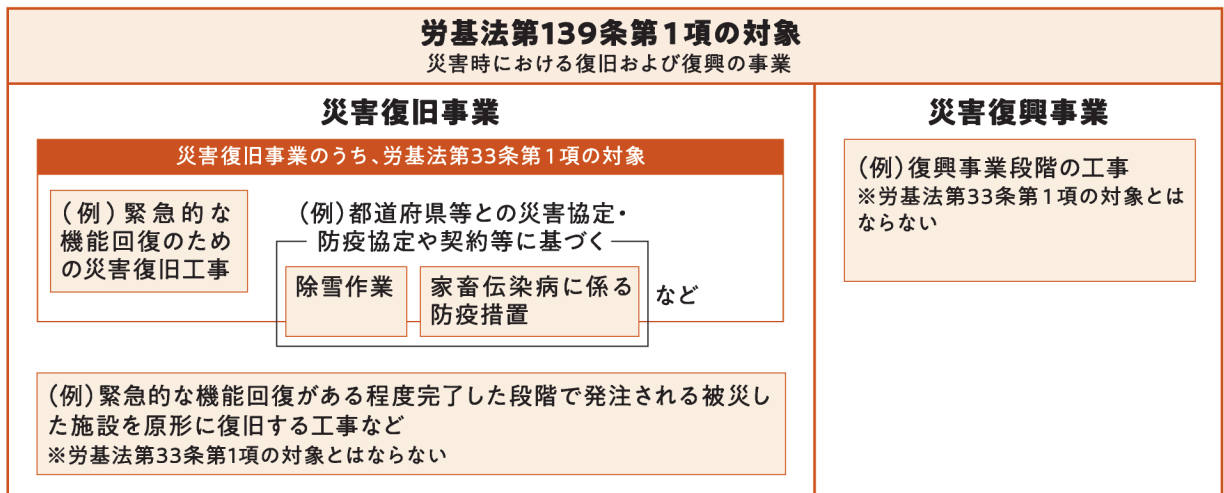 労基法第139条第1項の対象
災害時における復旧および復興の事業
災害復旧事業
災害復旧事業のうち、労基法第33条第1項の対象
（例）緊急的な
機能回復のため
の災害復旧工事
（例）都道府県等との災害協定・
防疫協定や契約等に基づく
除雪作業
家畜伝染病に係る
防疫措置
など
（例）緊急的な機能回復がある程度完了した段階で発注される被災し
た施設を原形に復旧する工事など
※労基法第33条第1項の対象とはならない
災害復興事業
（例）復興事業段階の工事
※労基法第33条第1項の対象とは
ならない